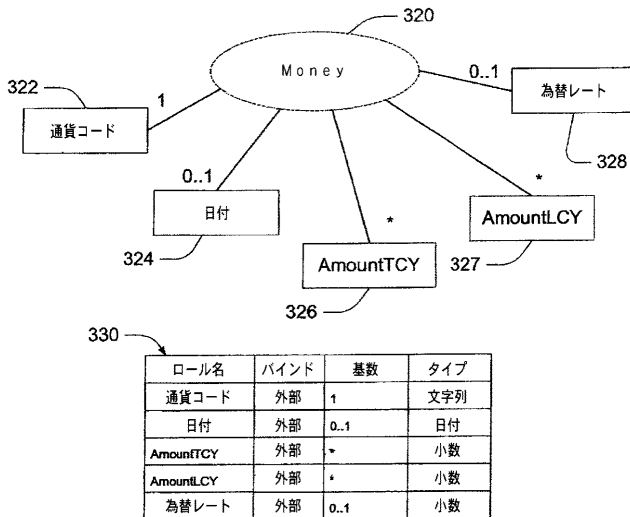 320
Money
322
1
0..1
通貨コード
為替レート
328
0..1
日付
324
*
*
AmountTCY
326
AmountLCY
327
330
ロール名 バインド 基数 タイプ
通貨コード 外部 1 文字列
日付 外部 0..1 日付
AmountTCY 外部 * 小数
AmountLCY 外部 * 小数
為替レート 外部 0..1 小数